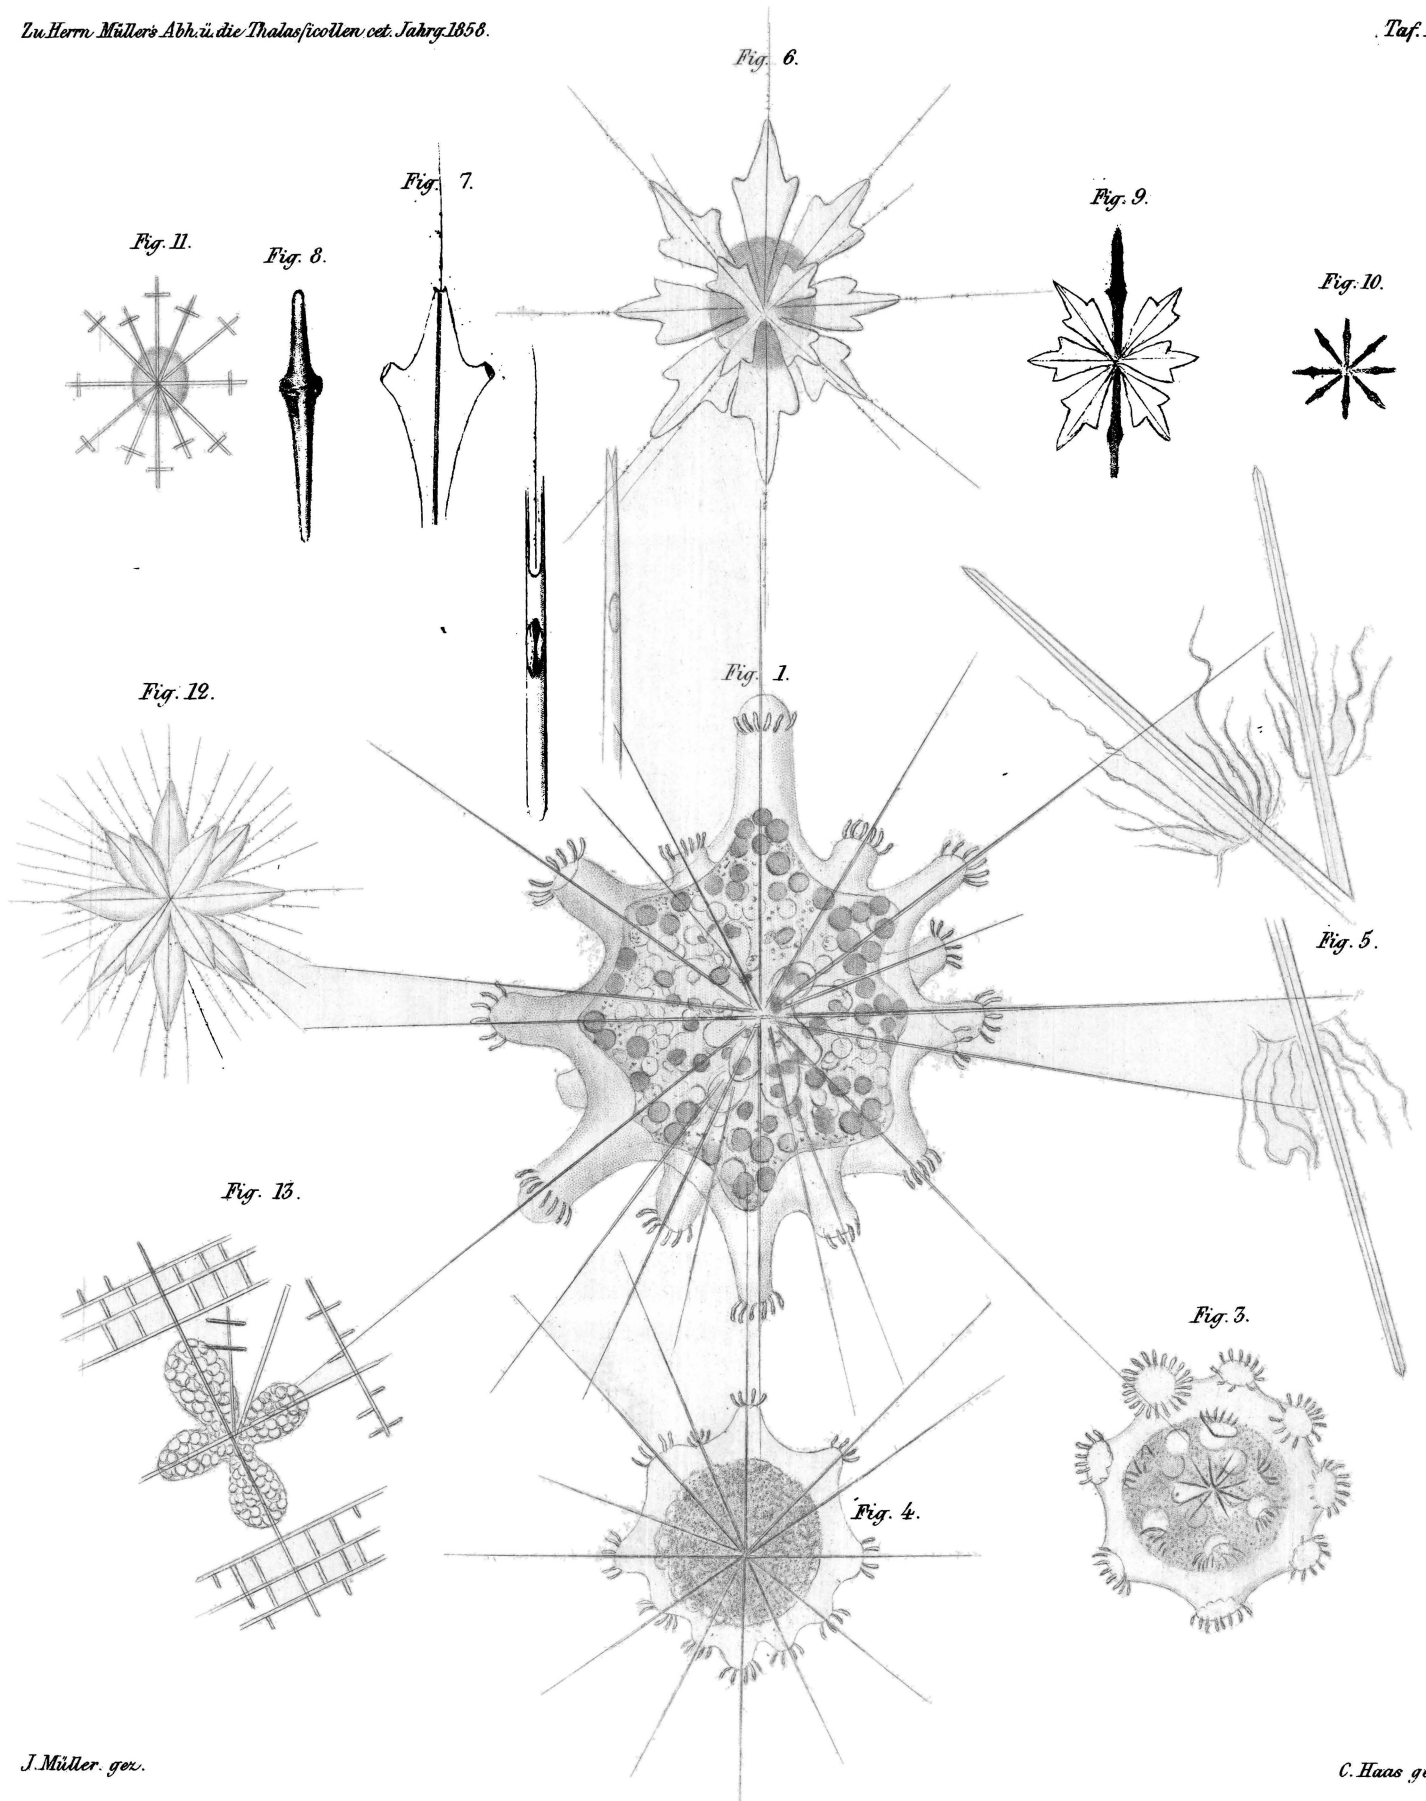 Zu Herrn Müller's Abh. ü. die Thalassicollen cet. Jahrg. 1858.
Taf.
Fig. 6.
Fig. 7.
Fig. 9.
Fig. 11.
Fig. 8.
Fig. 10.
Fig. 1.
Fig. 12.
Fig. 5.
Fig. 13.
Fig. 3.
Fig. 4.
J. Müller. gez.
C. Haas